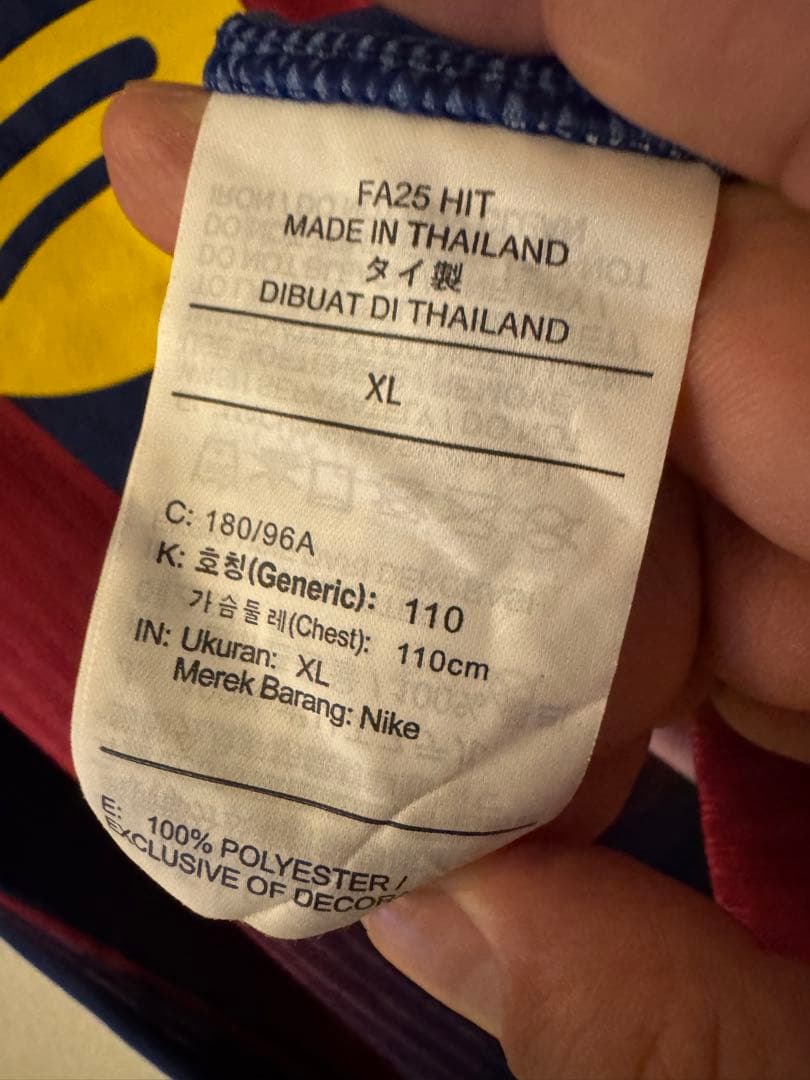 FA25 HIT
MADE IN THAILAND
タイ製
DIBUAT DI THAILAND
XL
C: 180/96A
K: 호칭(Generic): 110
가슴둘레(Chest): 110cm
IN: Ukuran: XL
Merek Barang: Nike
E: 100% POLYESTER /
EXCLUSIVE OF DECOR